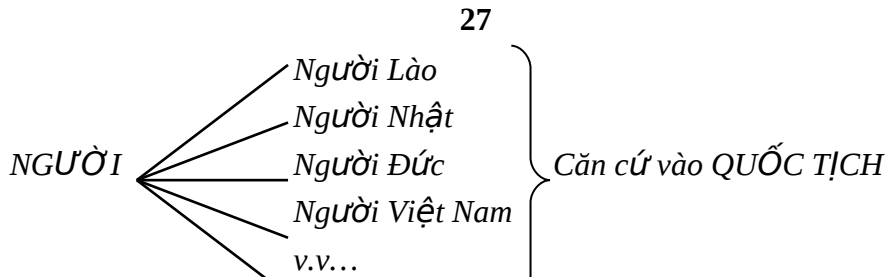 27
Người Lào
Người Nhật
NGƯỜI Người Đức Căn cứ vào QUỐC TỊCH
Người Việt Nam
v.v…